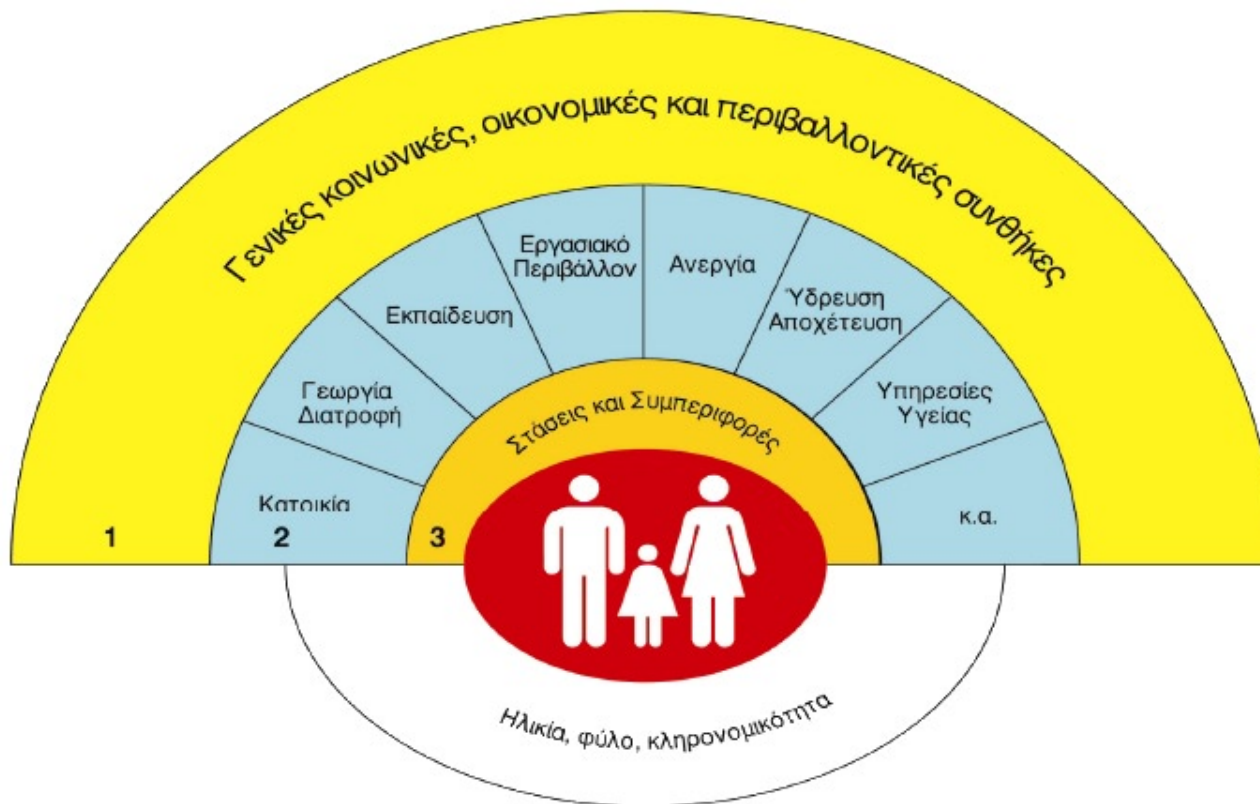 Γενικές κοινωνικές, οικονομικές και περιβαλλοντικές συνθήκες
Εργασιακό
Περιβάλλον
Ανεργία
Εκπαίδευση
Ύδρευση
Αποχέτευση
Γεωργία
Διατροφή
Υπηρεσίες
Υγείας
Στάσεις και Συμπεριφορές
Κατοικία
κ.α.
1
2
3
Ηλικία, φύλο, κληρονομικότητα